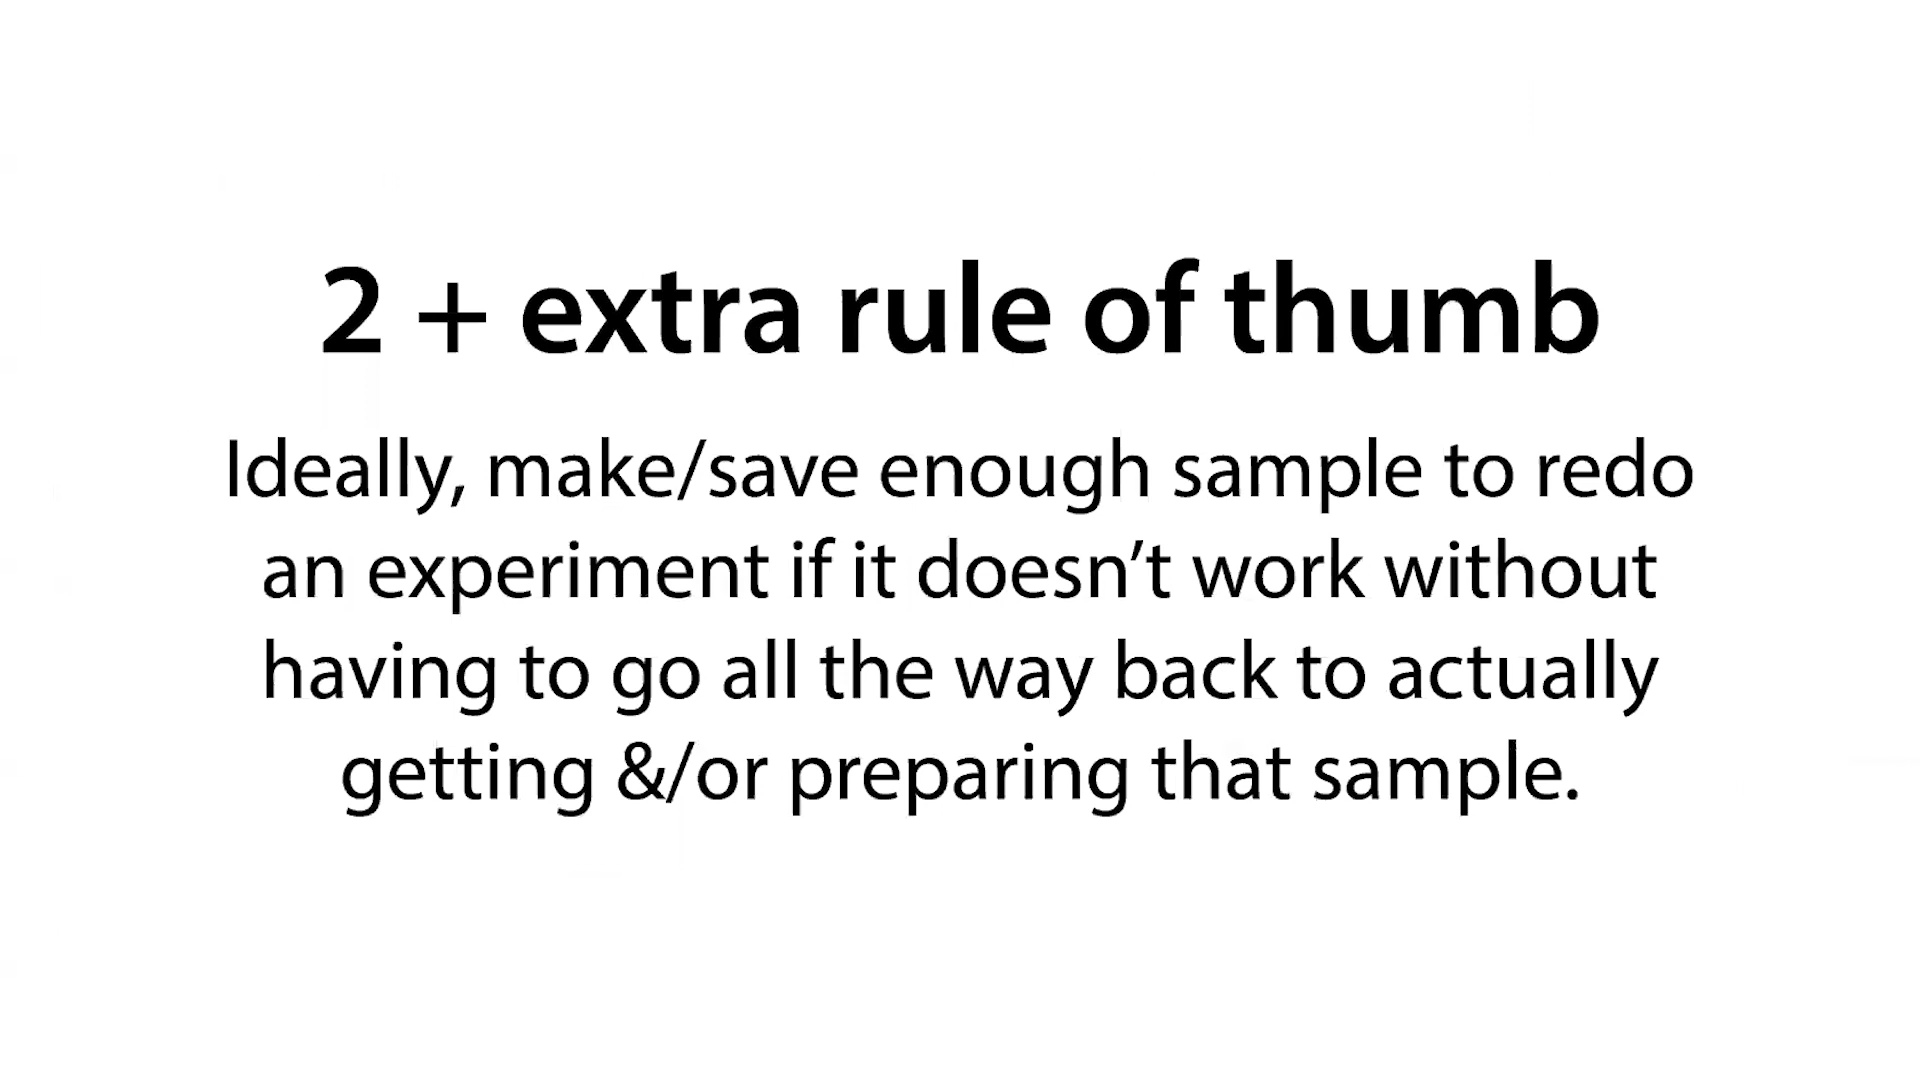 2 + extra rule of thumb
Ideally, make/save enough sample to redo
an experiment if it doesn’t work without
having to go all the way back to actually
getting &/or preparing that sample.